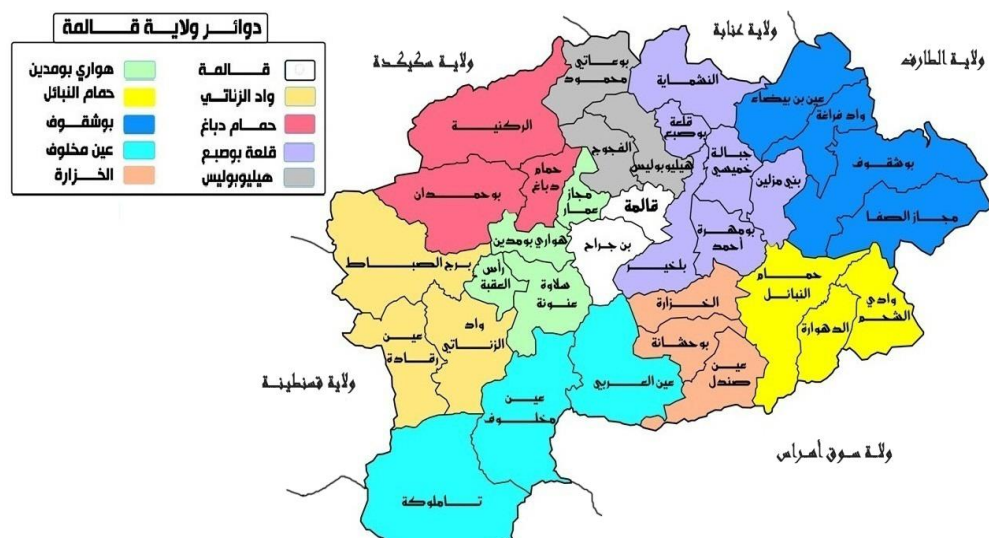 دوائر ولاية قالمة
قالمة
واد الزناتي
حمام دباغ
قلعة بوصبع
هيليوبوليس
هواري بومدين
حمام النبائل
بوشقوف
عين مخلوف
الخزارة
ولاية عنابة
ولاية سكيكدة
ولاية الطارف
بوعاتي
محمود
النشماية
عين بن بيضاء
واد فراغة
الركنية
قلعة
بوصبع
الفجوج
هيليوبوليس
جبالة
خميسي
بوشقوف
بني مزلين
حمام
دباغ
بوحمدان
مجاز
عمار
قالمة
مجاز الصفا
بومهرة
أحمد
هواري بومدين
بن جراح
بلخير
برج الصباط
رأس
العقبة
سلاوة
عنونة
حمام
النبائل
وادي
الشحم
الدهوارة
الخزارة
بوحشانة
عين
صندل
واد
الزناتي
عين
رقادة
عين العربي
عين
مخلوف
تاملوكة
ولاية قسنطينة
ولاة سوق أهراس